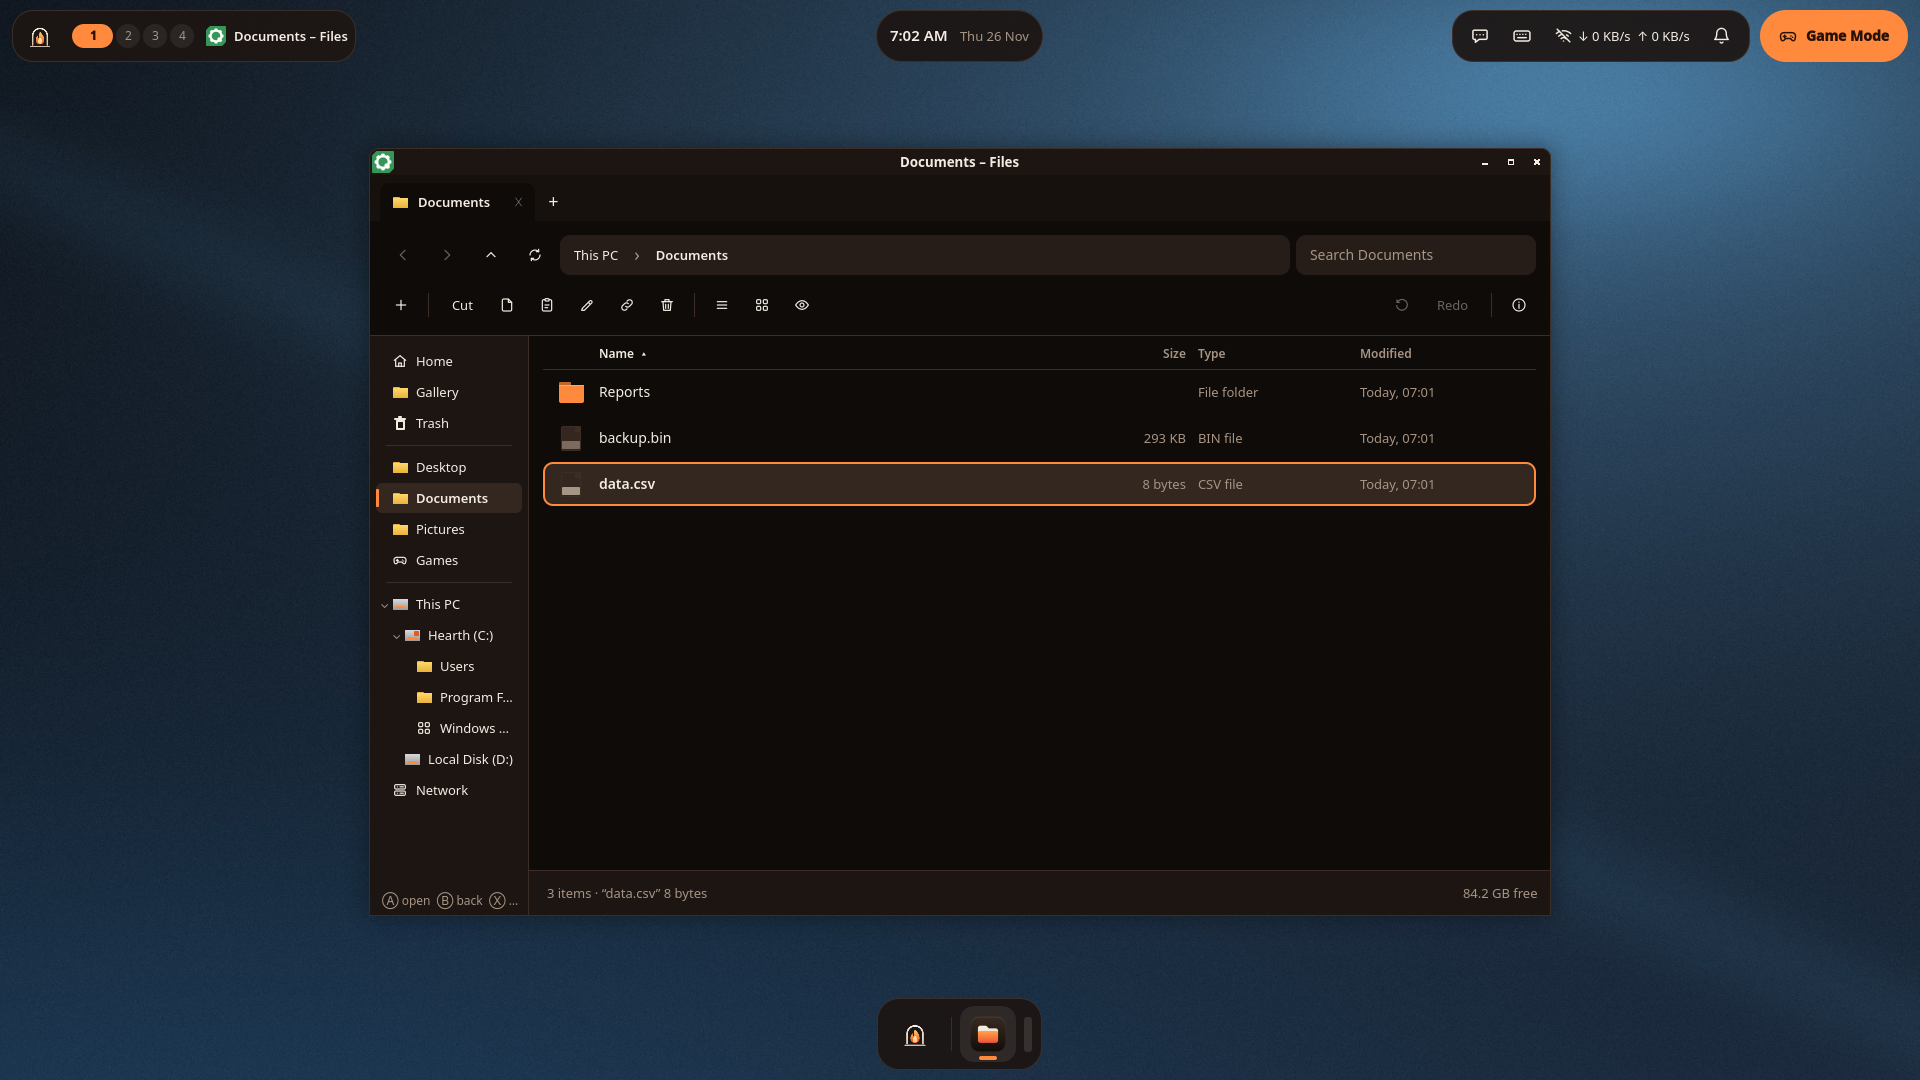 1 2 3 4 Documents – Files
7:02 AM Thu 26 Nov
↓ 0 KB/s ↑ 0 KB/s
Game Mode
Documents – Files
Documents X +
This PC › Documents
Search Documents
Cut
Redo
Home
Gallery
Trash
Desktop
Documents
Pictures
Games
This PC
Hearth (C:)
Users
Program F...
Windows ...
Local Disk (D:)
Network
A open B back X ...
Name Size Type Modified
Reports File folder Today, 07:01
backup.bin 293 KB BIN file Today, 07:01
data.csv 8 bytes CSV file Today, 07:01
3 items · “data.csv” 8 bytes
84.2 GB free